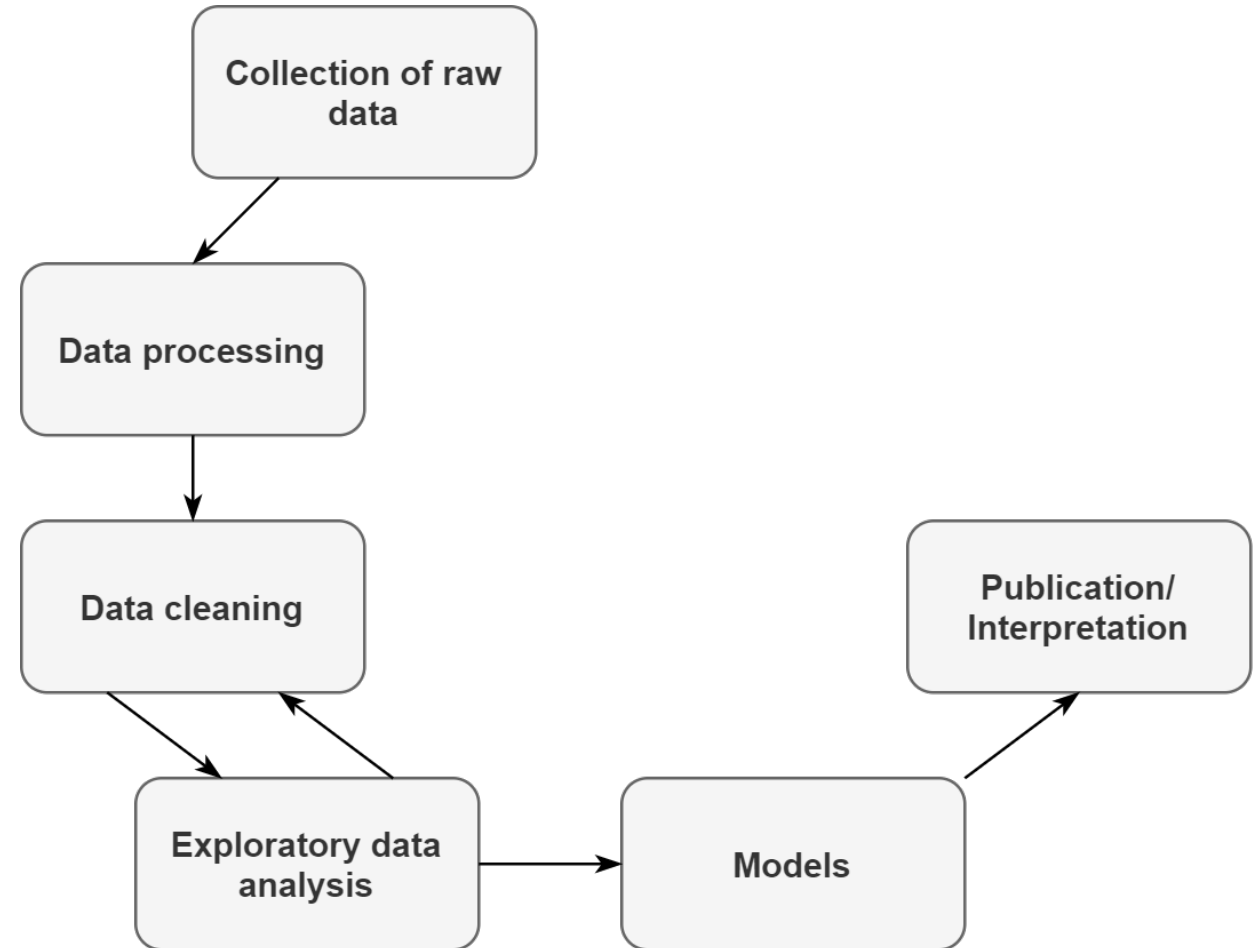 Collection of raw
data
Data processing
Data cleaning
Exploratory data
analysis
Models
Publication/
Interpretation